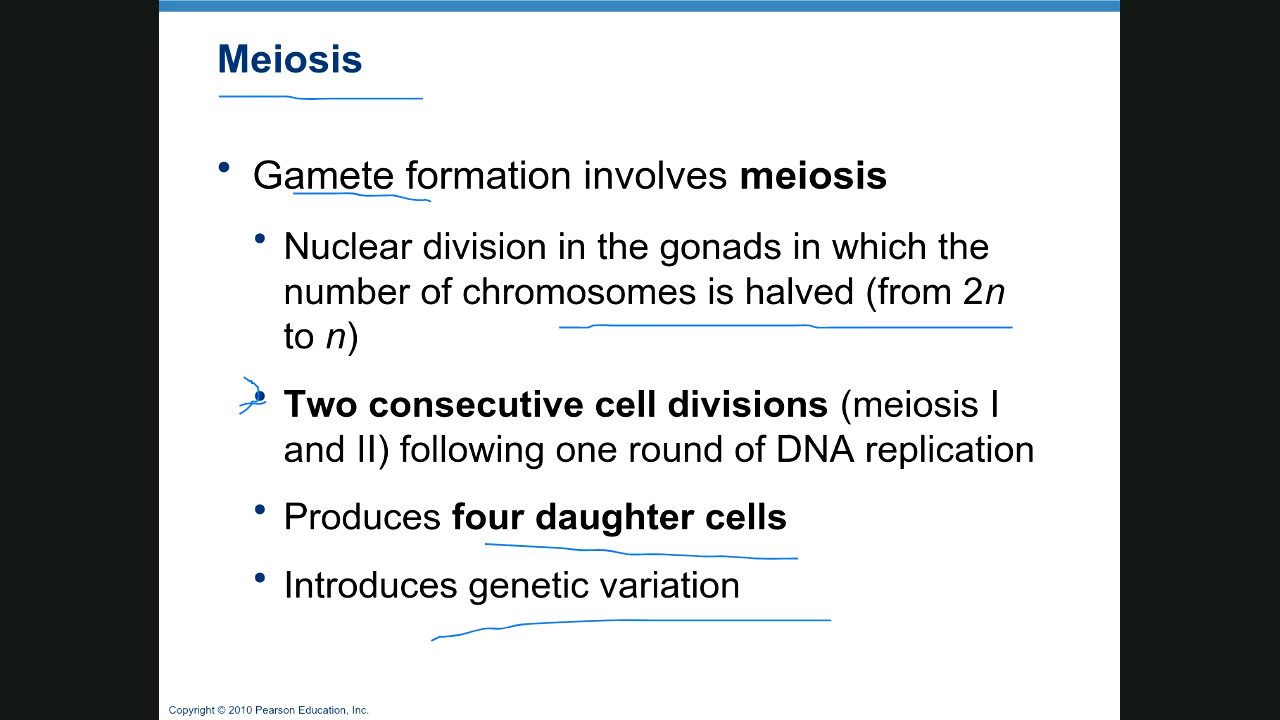 Meiosis
• Gamete formation involves meiosis
• Nuclear division in the gonads in which the
number of chromosomes is halved (from 2n
to n)
• Two consecutive cell divisions (meiosis I
and II) following one round of DNA replication
• Produces four daughter cells
• Introduces genetic variation
Copyright © 2010 Pearson Education, Inc.